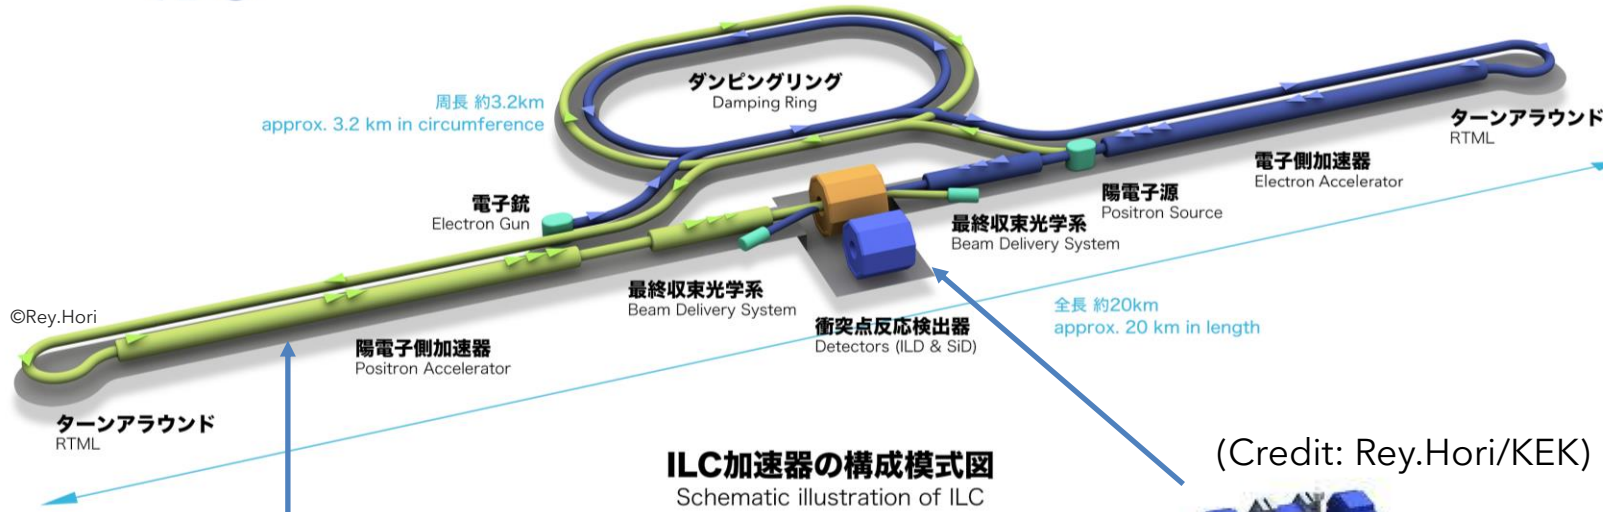 ダンピングリング
Damping Ring
周長 約3.2km
approx. 3.2 km in circumference
ターンアラウンド
RTML
電子側加速器
Electron Accelerator
陽電子源
Positron Source
電子銃
Electron Gun
最終収束光学系
Beam Delivery System
最終収束光学系
Beam Delivery System
全長 約20km
approx. 20 km in length
©Rey.Hori
衝突点反応検出器
Detectors (ILD & SiD)
陽電子側加速器
Positron Accelerator
ターンアラウンド
RTML
(Credit: Rey.Hori/KEK)
ILC加速器の構成模式図
Schematic illustration of ILC